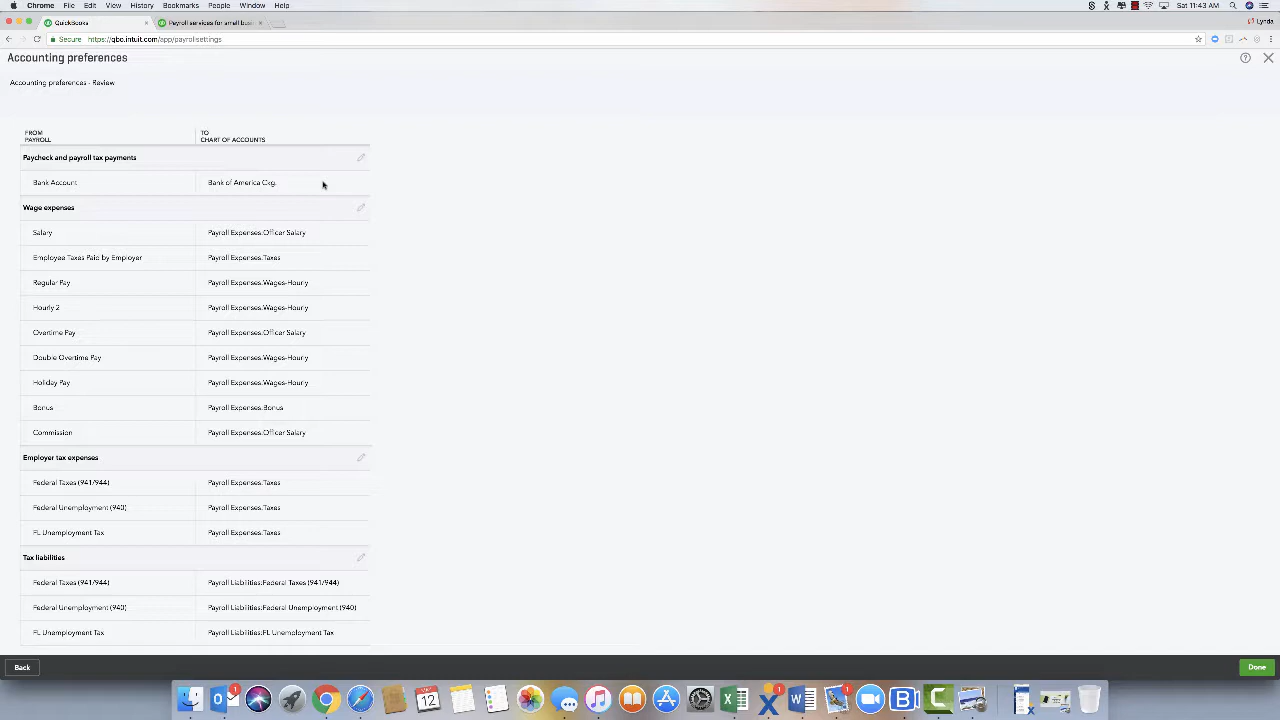 Chrome File Edit View History Bookmarks People Window Help Sat 11:43 AM
QuickBooks × Payroll services for small busin ×
Lynda
Secure https://qbo.intuit.com/app/payrollsettings
Accounting preferences
Accounting preferences - Review
FROM PAYROLL
TO CHART OF ACCOUNTS
Paycheck and payroll tax payments
Bank Account Bank of America Ckg.
Wage expenses
Salary Payroll Expenses:Officer Salary
Employee Taxes Paid by Employer Payroll Expenses:Taxes
Regular Pay Payroll Expenses:Wages-Hourly
Hourly 2 Payroll Expenses:Wages-Hourly
Overtime Pay Payroll Expenses:Officer Salary
Double Overtime Pay Payroll Expenses:Wages-Hourly
Holiday Pay Payroll Expenses:Wages-Hourly
Bonus Payroll Expenses:Bonus
Commission Payroll Expenses:Officer Salary
Employer tax expenses
Federal Taxes (941/944) Payroll Expenses:Taxes
Federal Unemployment (940) Payroll Expenses:Taxes
FL Unemployment Tax Payroll Expenses:Taxes
Tax liabilities
Federal Taxes (941/944) Payroll Liabilities:Federal Taxes (941/944)
Federal Unemployment (940) Payroll Liabilities:Federal Unemployment (940)
FL Unemployment Tax Payroll Liabilities:FL Unemployment Tax
Back Done